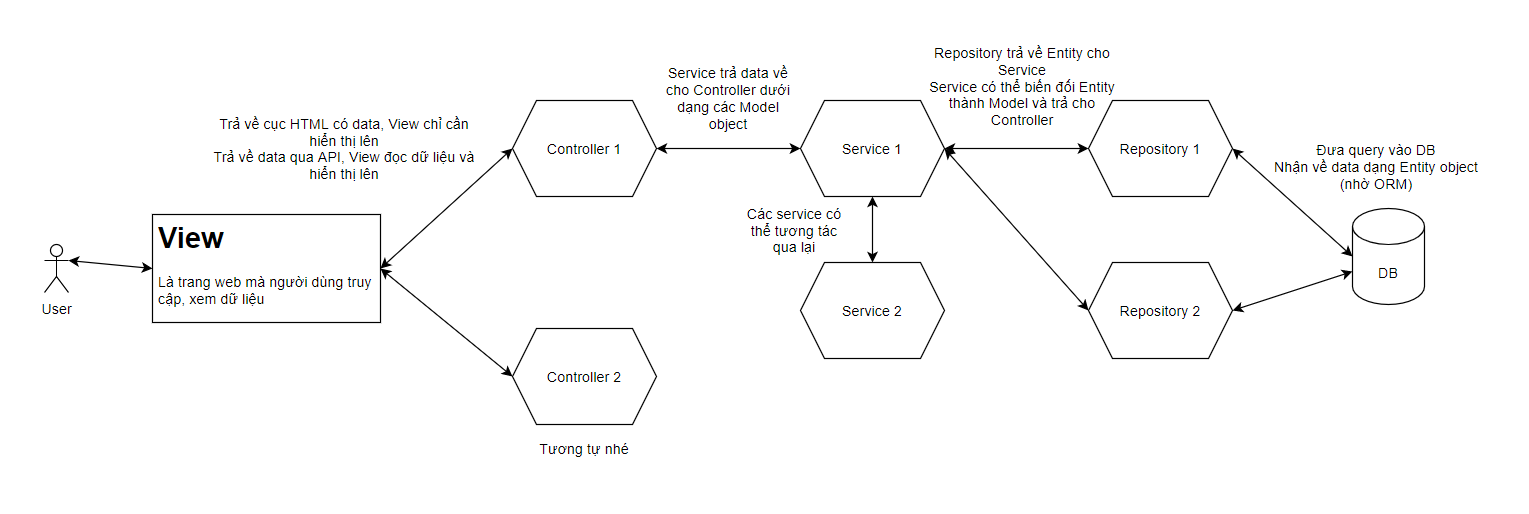 Repository trả về Entity cho
Service
Service có thể biến đối Entity
thành Model và trả cho
Controller
Service trả data về
cho Controller dưới
dạng các Model
object
Trả về cục HTML có data, View chỉ cần
hiển thị lên
Trả về data qua API, View đọc dữ liệu và
hiển thị lên
Controller 1
Service 1
Repository 1
Đưa query vào DB
Nhận về data dạng Entity object
(nhờ ORM)
Các service có
thể tương tác
qua lại
View
Là trang web mà người dùng truy
cập, xem dữ liệu
User
DB
Service 2
Repository 2
Controller 2
Tương tự nhé